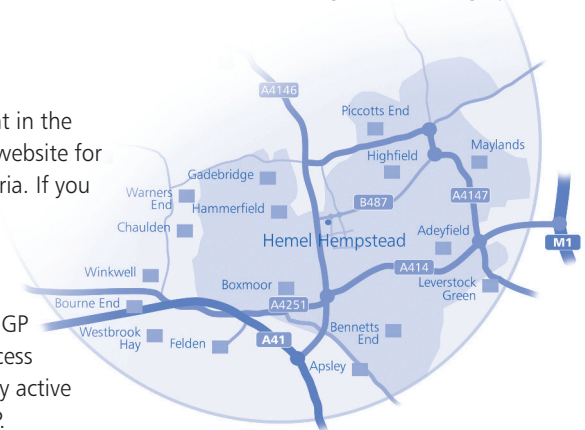 t in the
website for
ria. If you
GP
cess
y active
?
A4146
Piccotts End
Highfield
Maylands
Gadebridge
Warners
End
Hammerfield
B487
A4147
Chaulden
Hemel Hempstead
Adeyfield
M1
Winkwell
A414
Boxmoor
Leverstock
Green
Bourne End
A4251
Westbrook
Hay
Felden
A41
Bennetts
End
Apsley